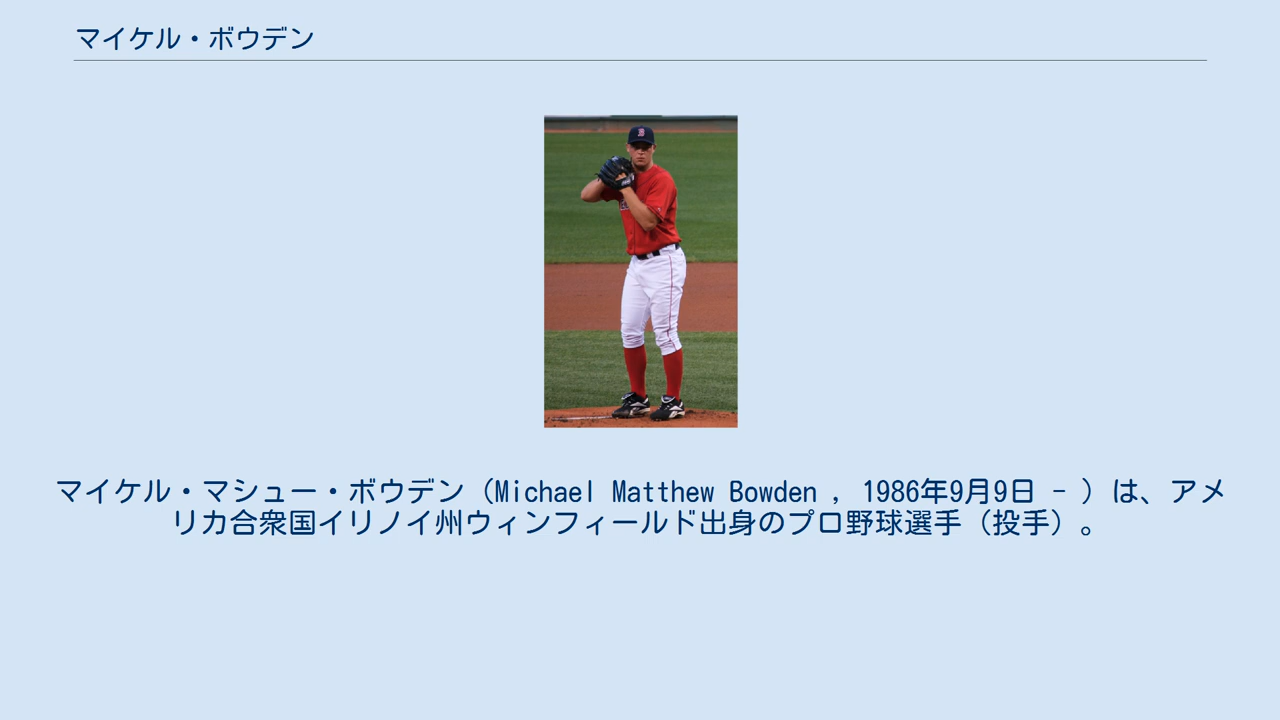 マイケル・ボウデン
マイケル・マシュー・ボウデン（Michael Matthew Bowden , 1986年9月9日 - ）は、アメ
リカ合衆国イリノイ州ウィンフィールド出身のプロ野球選手（投手）。